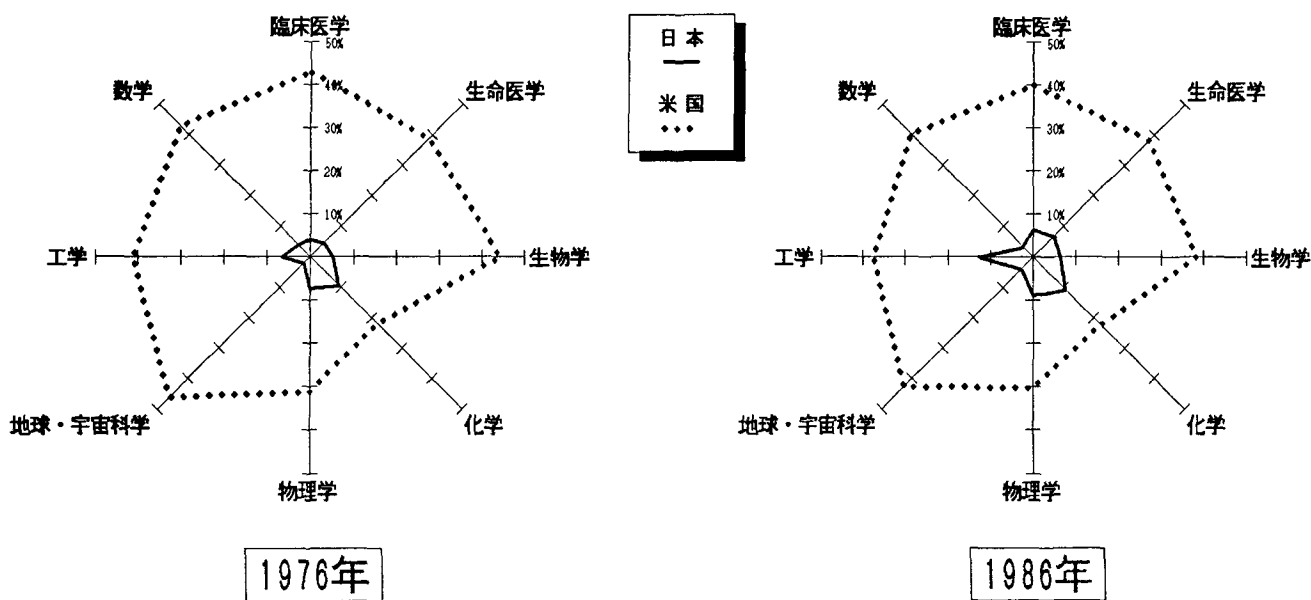 臨床医学
50%
40%
30%
20%
10%
数学
生命医学
工学
生物学
地球・宇宙科学
化学
物理学
1976年
日本
米国
臨床医学
50%
40%
30%
20%
10%
数学
生命医学
工学
生物学
地球・宇宙科学
化学
物理学
1986年